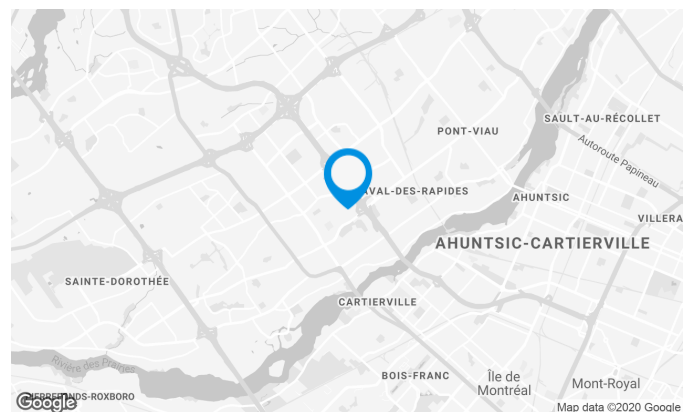 SAULT-AU-RÉCOLLET
PONT-VIAU
Autoroute Papineau
AVAL-DES-RAPIDES
AHUNTSIC
VILLERA
AHUNTSIC-CARTIERVILLE
SAINTE-DOROTHÉE
CARTIERVILLE
Rivière des Prairies
BOIS-FRANC
Île de
Montréal
Mont-Royal
Google
Map data ©2020 Google